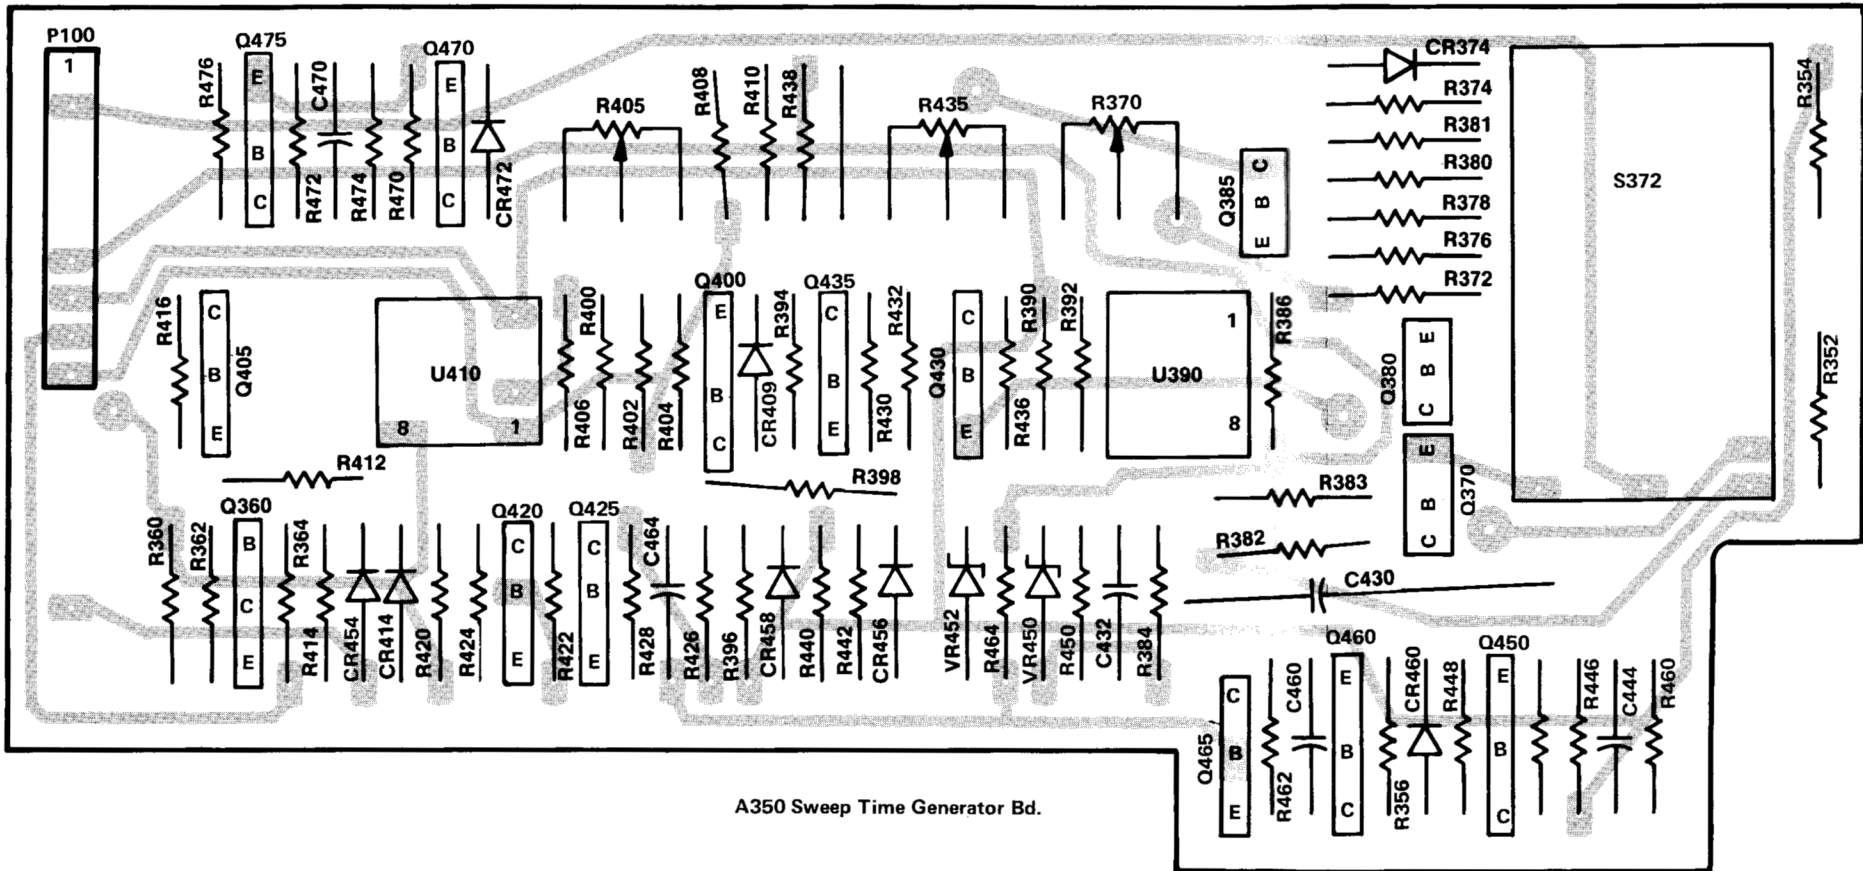 P100
1
R476
Q475
E
B
C
R472
C470
R474
R470
Q470
E
B
C
CR472
R405
R408
R410
R438
R435
R370
Q385
C
B
E
CR374
R374
R381
R380
R378
R376
R372
S372
R354
R352
R416
C
B
E
Q405
U410
8
1
R406
R400
R402
R404
Q400
E
B
C
CR409
R394
Q435
C
B
E
R430
R432
Q430
C
B
E
R436
R390
R392
1
U390
8
R386
Q380
E
B
C
Q370
E
B
C
R412
R398
R383
R382
C430
R360
R362
Q360
B
C
E
R364
R414
CR454
CR414
R420
R424
Q420
C
B
E
R422
Q425
C
B
E
R428
C464
R426
R396
CR458
R440
R442
CR456
VR452
R464
VR450
R450
C432
R384
Q465
C
B
E
R462
C460
Q460
E
B
C
R356
CR460
R448
Q450
E
B
C
R446
C444
R460
A350 Sweep Time Generator Bd.